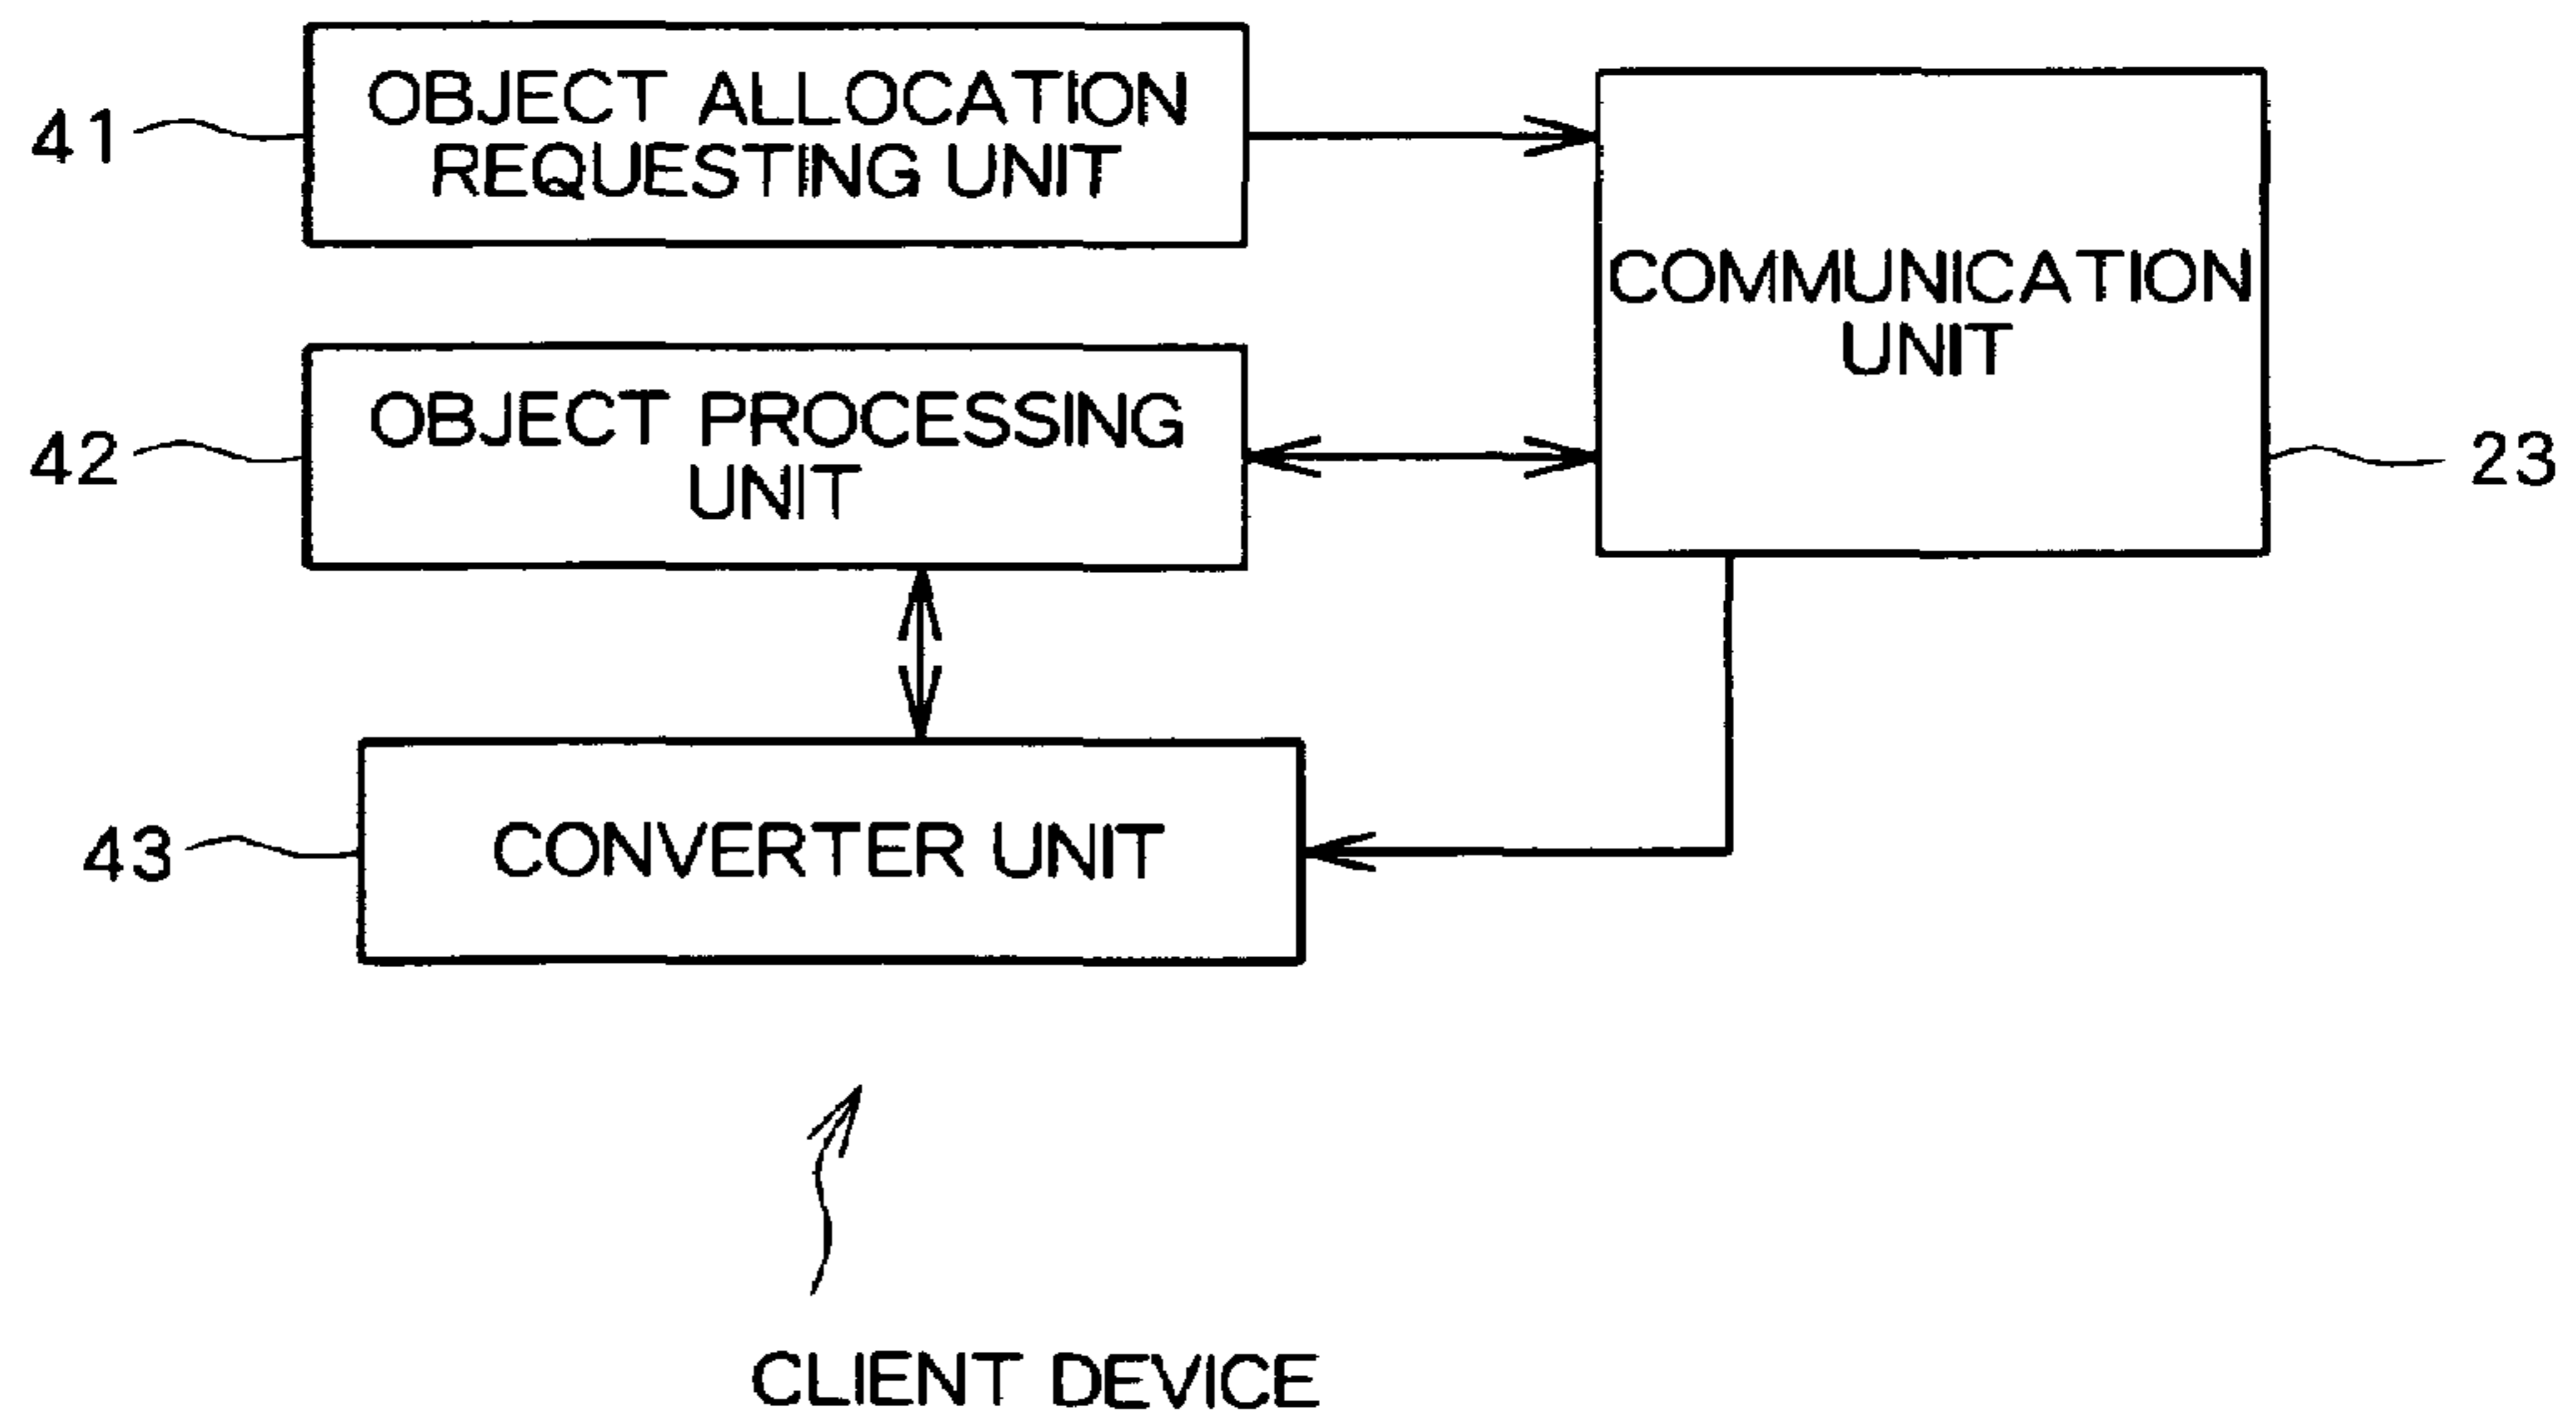 41
OBJECT ALLOCATION
REQUESTING UNIT
COMMUNICATION
UNIT
42
OBJECT PROCESSING
UNIT
23
43
CONVERTER UNIT
CLIENT DEVICE